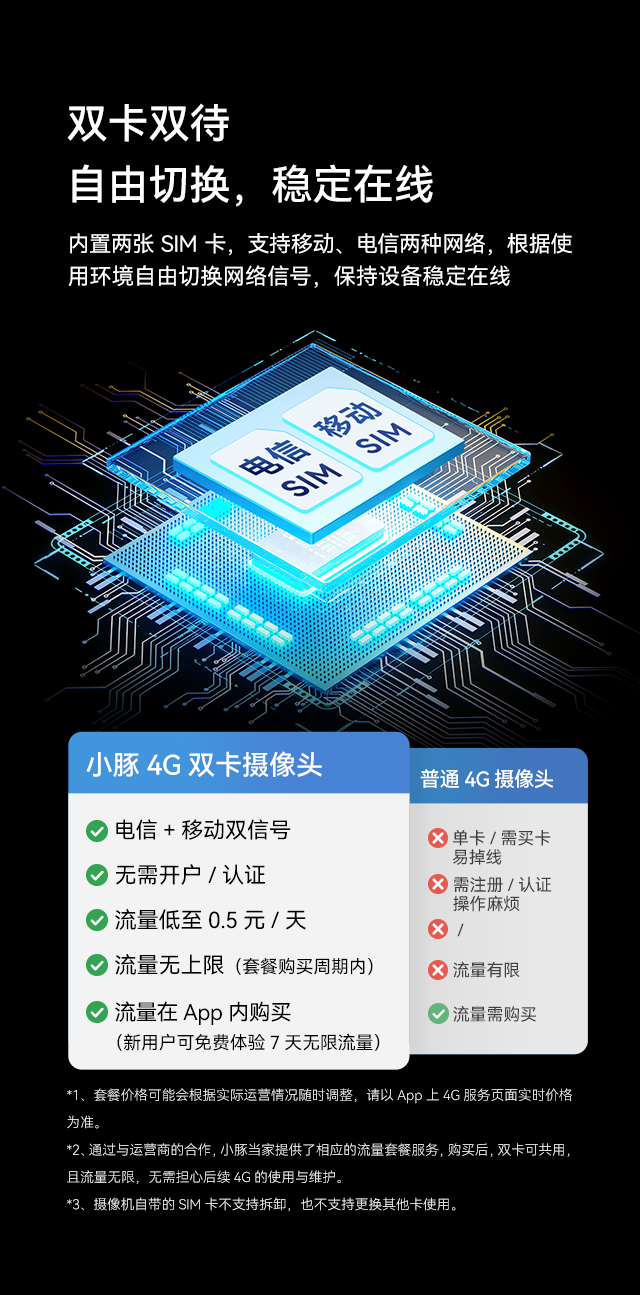 双卡双待
自由切换，稳定在线
内置两张 SIM 卡，支持移动、电信两种网络，根据使
用环境自由切换网络信号，保持设备稳定在线
电信
SIM
移动
SIM
小豚 4G 双卡摄像头
电信 + 移动双信号
无需开户 / 认证
流量低至 0.5 元 / 天
流量无上限（套餐购买周期内）
流量在 App 内购买
（新用户可免费体验 7 天无限流量）
普通 4G 摄像头
单卡 / 需买卡
易掉线
需注册 / 认证
操作麻烦
/
流量有限
流量需购买
*1、套餐价格可能会根据实际运营情况随时调整，请以 App 上 4G 服务页面实时价格
为准。
*2、通过与运营商的合作，小豚当家提供了相应的流量套餐服务，购买后，双卡可共用，
且流量无限，无需担心后续 4G 的使用与维护。
*3、摄像机自带的 SIM 卡不支持拆卸，也不支持更换其他卡使用。